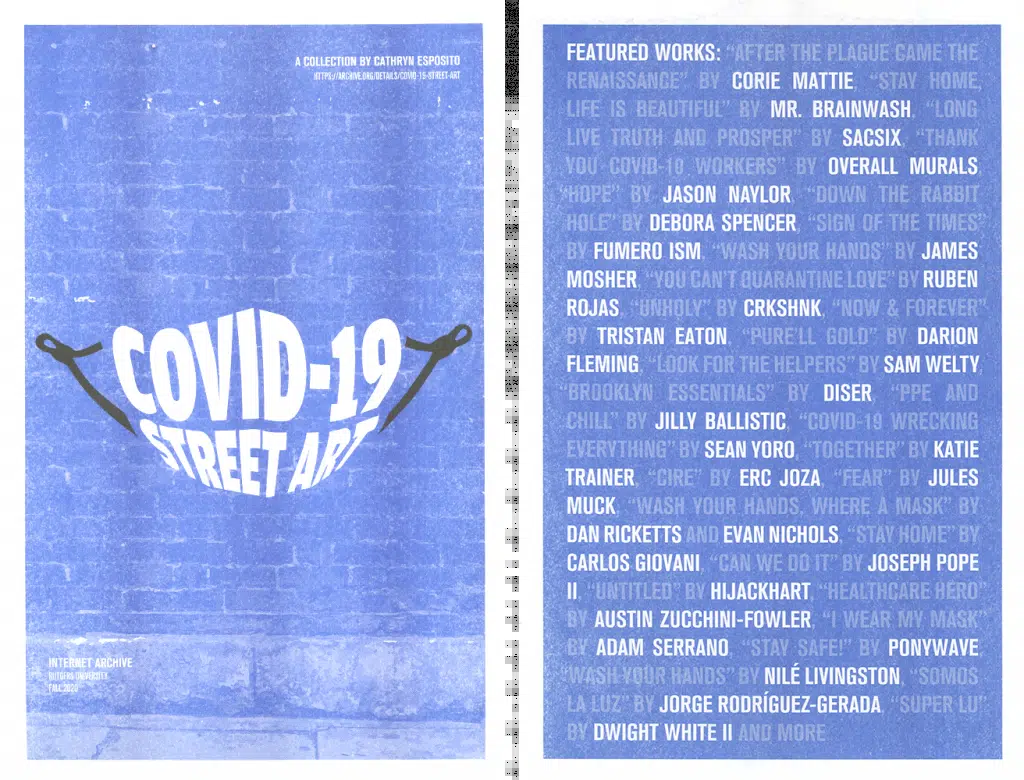 A COLLECTION BY CATHRYN ESPOSITO
HTTPS://ARCHIVE.ORG/DETAILS/COVID-19-STREET-ART
COVID-19
STREET ART
INTERNET ARCHIVE
RUTGERS UNIVERSITY
FALL 2020
FEATURED WORKS: “AFTER THE PLAGUE CAME THE
RENAISSANCE” BY CORIE MATTIE, “STAY HOME,
LIFE IS BEAUTIFUL” BY MR. BRAINWASH, “LONG
LIVE TRUTH AND PROSPER” BY SACSIX, “THANK
YOU COVID-19 WORKERS” BY OVERALL MURALS,
“HOPE” BY JASON NAYLOR, “DOWN THE RABBIT
HOLE” BY DEBORA SPENCER, “SIGN OF THE TIMES”
BY FUMERO ISM, “WASH YOUR HANDS” BY JAMES
MOSHER, “YOU CAN’T QUARANTINE LOVE” BY RUBEN
ROJAS, “UNHOLY” BY CRKSHNK, “NOW & FOREVER”
BY TRISTAN EATON, “PURE’LL GOLD” BY DARION
FLEMING, “LOOK FOR THE HELPERS” BY SAM WELTY,
“BROOKLYN ESSENTIALS” BY DISER, “PPE AND
CHILL” BY JILLY BALLISTIC, “COVID-19 WRECKING
EVERYTHING” BY SEAN YORO, “TOGETHER” BY KATIE
TRAINER, “CIRE” BY ERC JOZA, “FEAR” BY JULES
MUCK, “WASH YOUR HANDS, WHERE A MASK” BY
DAN RICKETTS AND EVAN NICHOLS, “STAY HOME” BY
CARLOS GIOVANI, “CAN WE DO IT” BY JOSEPH POPE
II, “UNTITLED” BY HIJACKHART, “HEALTHCARE HERO”
BY AUSTIN ZUCCHINI-FOWLER, “I WEAR MY MASK”
BY ADAM SERRANO, “STAY SAFE!” BY PONYWAVE,
“WASH YOUR HANDS” BY NILÉ LIVINGSTON, “SOMOS
LA LUZ” BY JORGE RODRÍGUEZ-GERADA, “SUPER LU”
BY DWIGHT WHITE II AND MORE